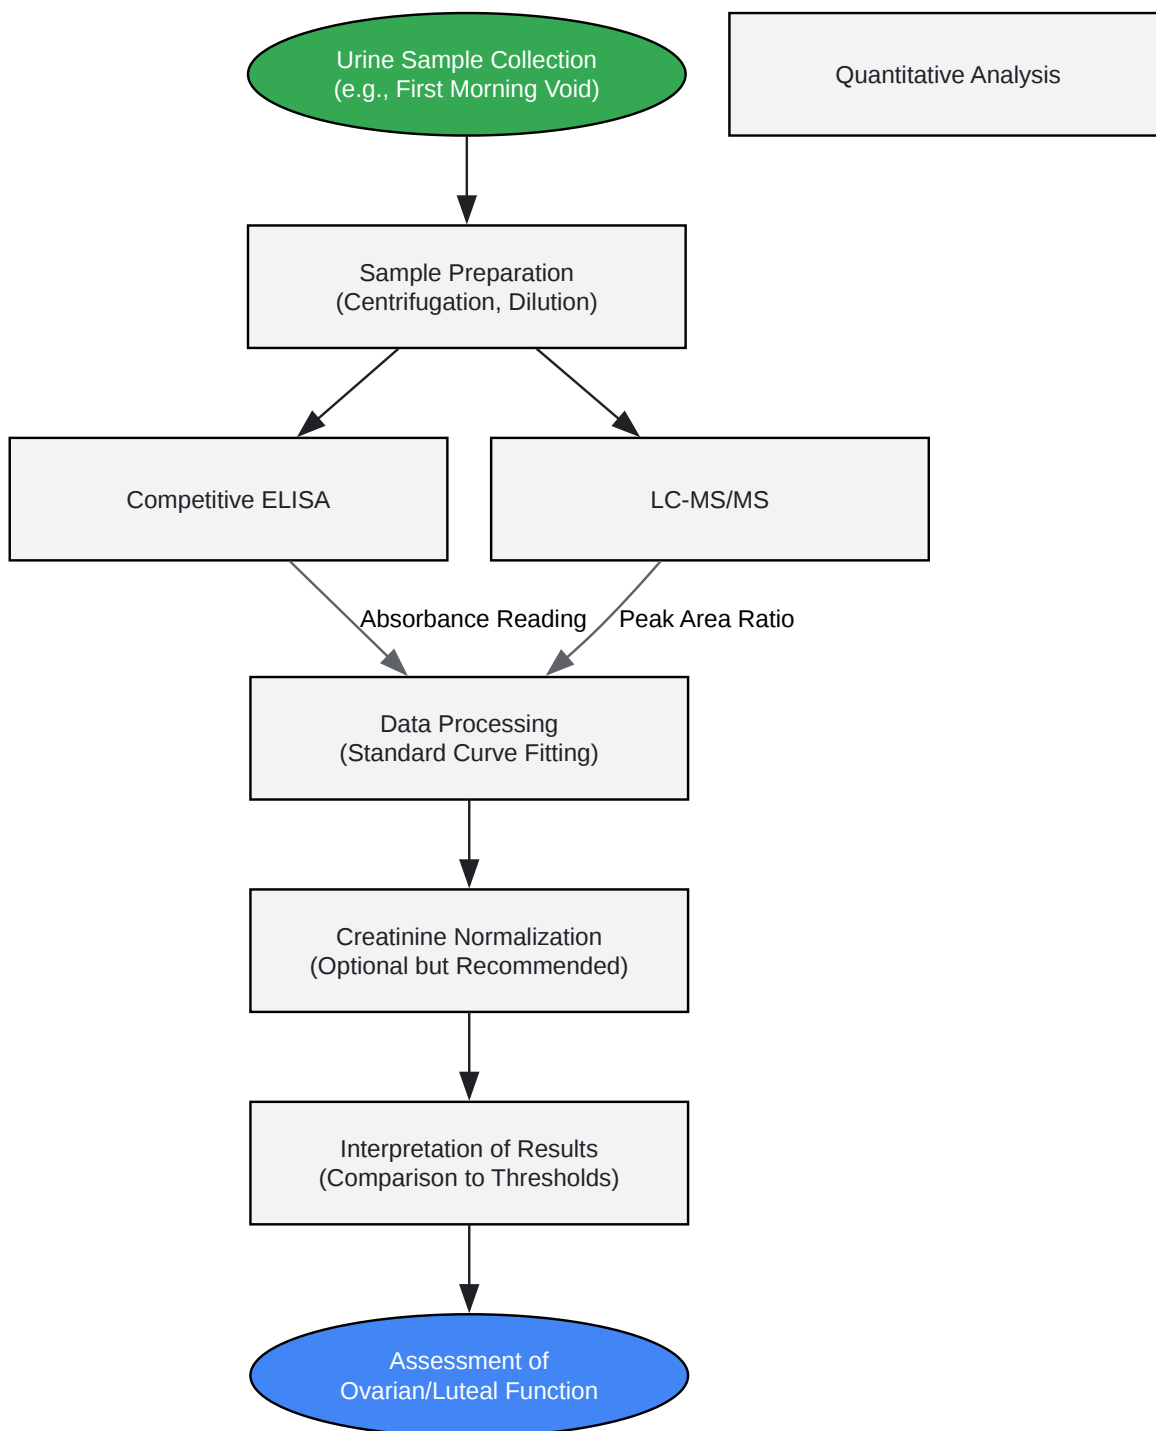 Urine Sample Collection
(e.g., First Morning Void)
Quantitative Analysis
Sample Preparation
(Centrifugation, Dilution)
Competitive ELISA
LC-MS/MS
Absorbance Reading
Peak Area Ratio
Data Processing
(Standard Curve Fitting)
Creatinine Normalization
(Optional but Recommended)
Interpretation of Results
(Comparison to Thresholds)
Assessment of
Ovarian/Luteal Function